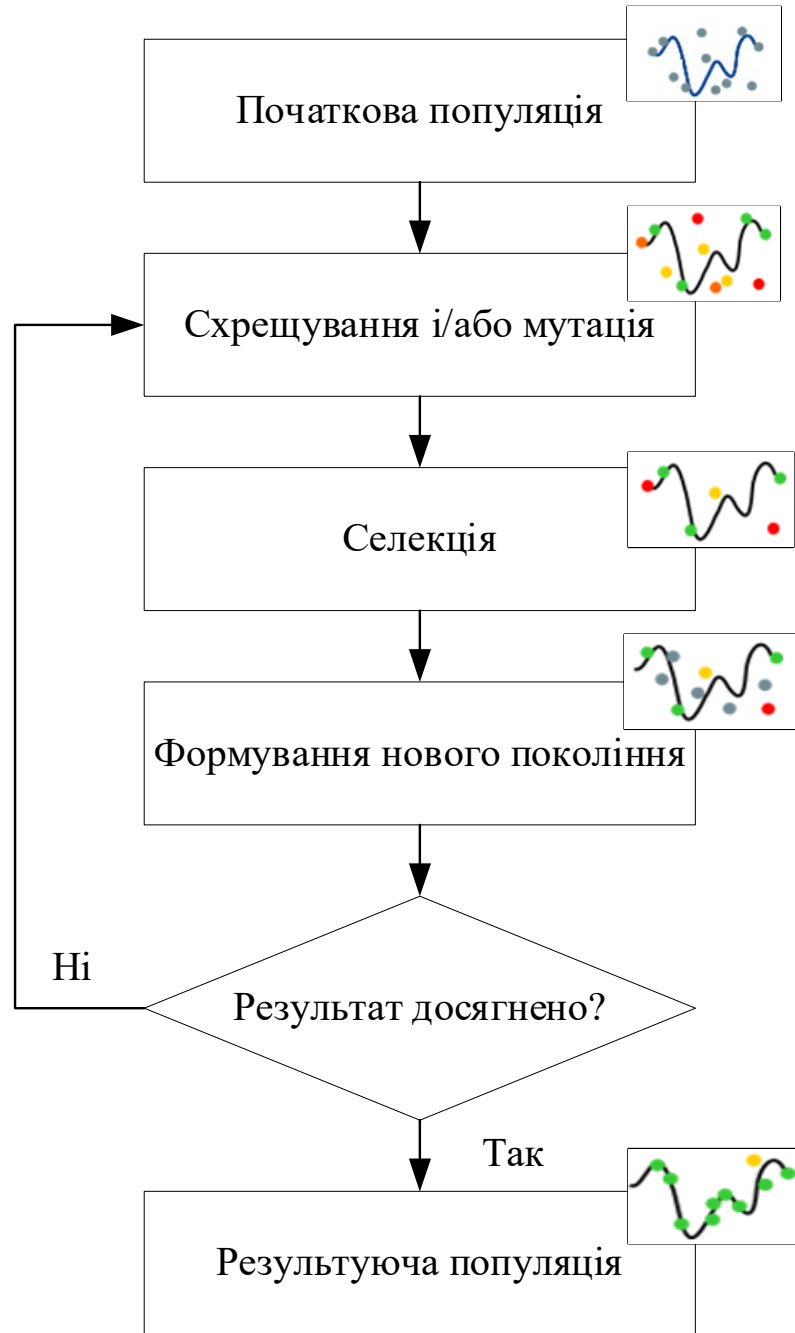 Початкова популяція
Схрещування і/або мутація
Селекція
Формування нового покоління
Ні
Результат досягнено?
Так
Результуюча популяція